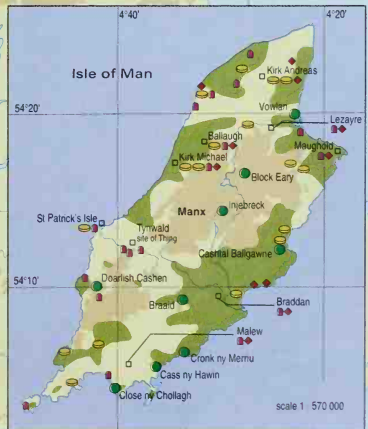 4°40'
4°20'
Isle of Man
Kirk Andreas
54°20'
Vowlan
Lezayre
Ballaugh
Maughold
Kirk Michael
Block Eary
St Patrick's Isle
Manx
Injebreck
Tynwald
site of Thing
Cashtal Ballgawne
54°10'
Doarlish Cashen
Braaid
Braddan
Malew
Cronk ny Merriu
Cass ny Hawin
Close ny Chollagh
scale 1 : 570 000